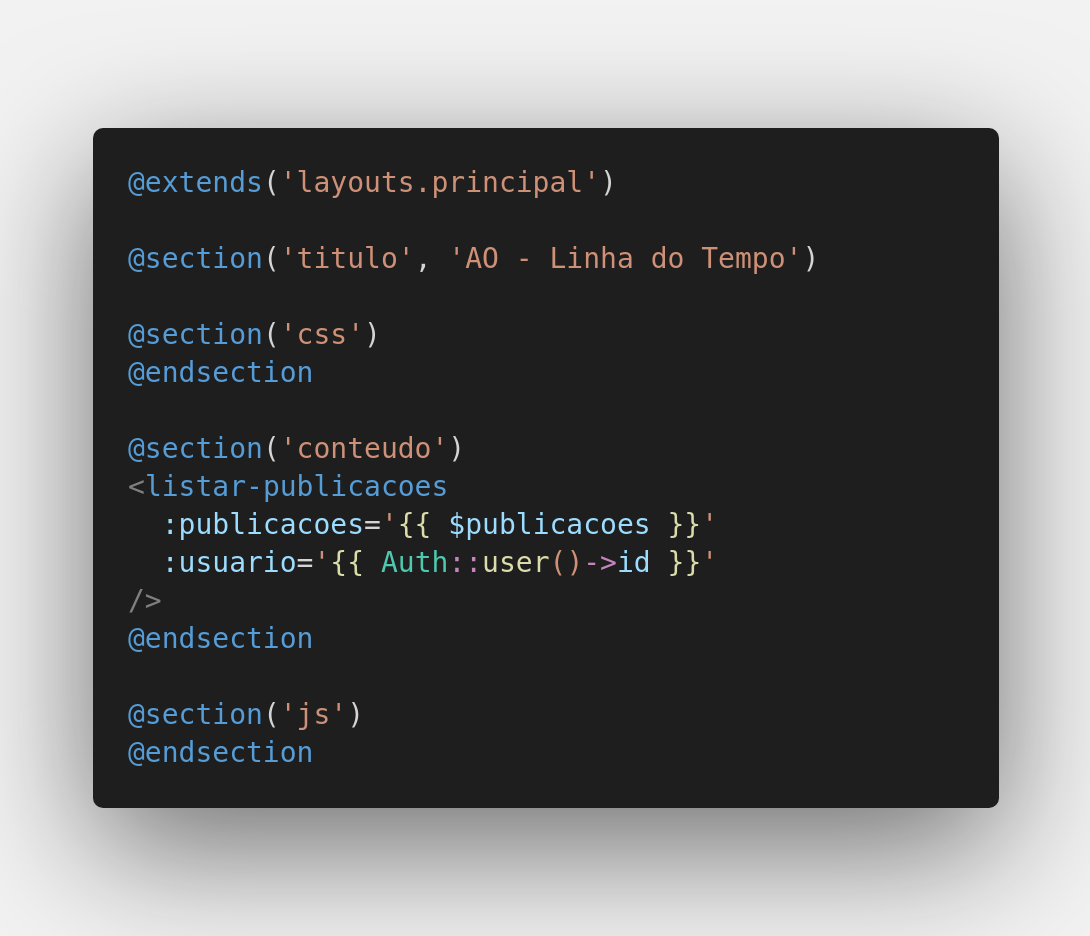 @extends('layouts.principal')

@section('titulo', 'AO - Linha do Tempo')

@section('css')
@endsection

@section('conteudo')
<listar-publicacoes
  :publicacoes='{{ $publicacoes }}'
  :usuario='{{ Auth::user()->id }}'
/>
@endsection

@section('js')
@endsection